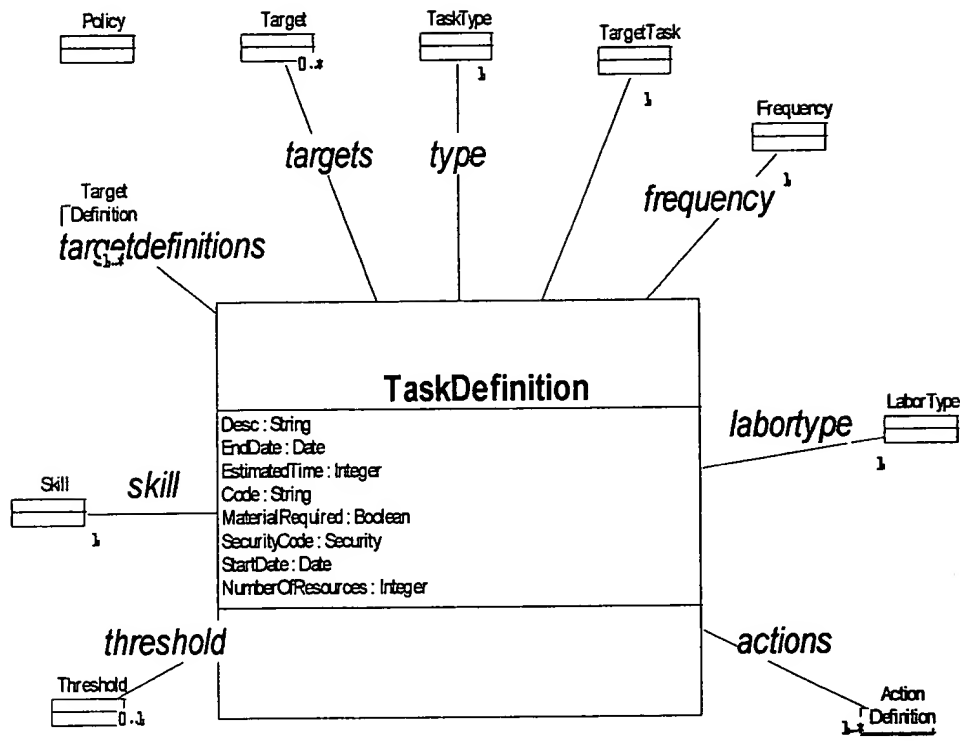 Policy
Target
0..*
TaskType
1
TargetTask
1
Frequency
1
targets
type
frequency
Target
Definition
targetdefinitions
1..*
TaskDefinition
Desc : String
EndDate : Date
EstimatedTime : Integer
Code : String
MaterialRequired : Boolean
SecurityCode : Security
StartDate : Date
NumberOfResources : Integer
labortype
LaborType
1
Skill
skill
1
threshold
Threshold
0..1
actions
Action
Definition
1..*